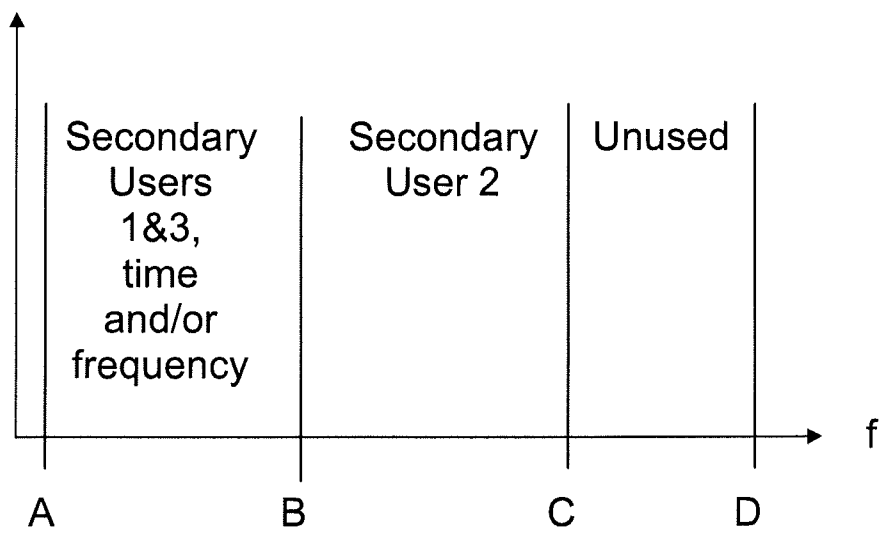 Secondary
Users
1&3,
time
and/or
frequency
Secondary
User 2
Unused
f
A
B
C
D